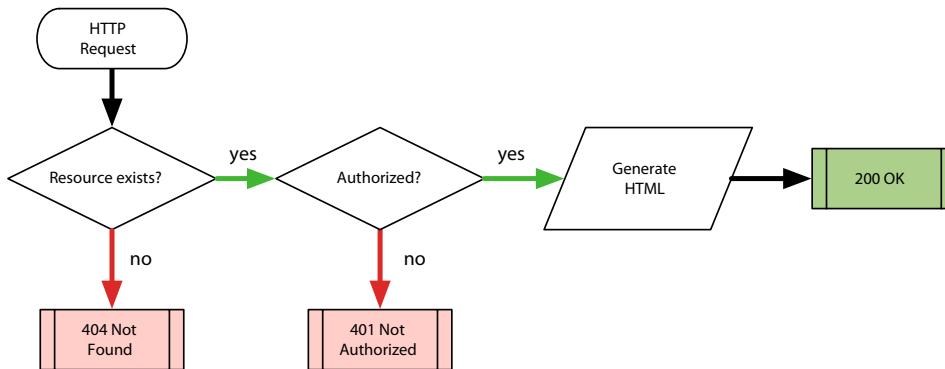 HTTP
Request
Resource exists?
yes
Authorized?
yes
Generate
HTML
200 OK
no
no
404 Not
Found
401 Not
Authorized